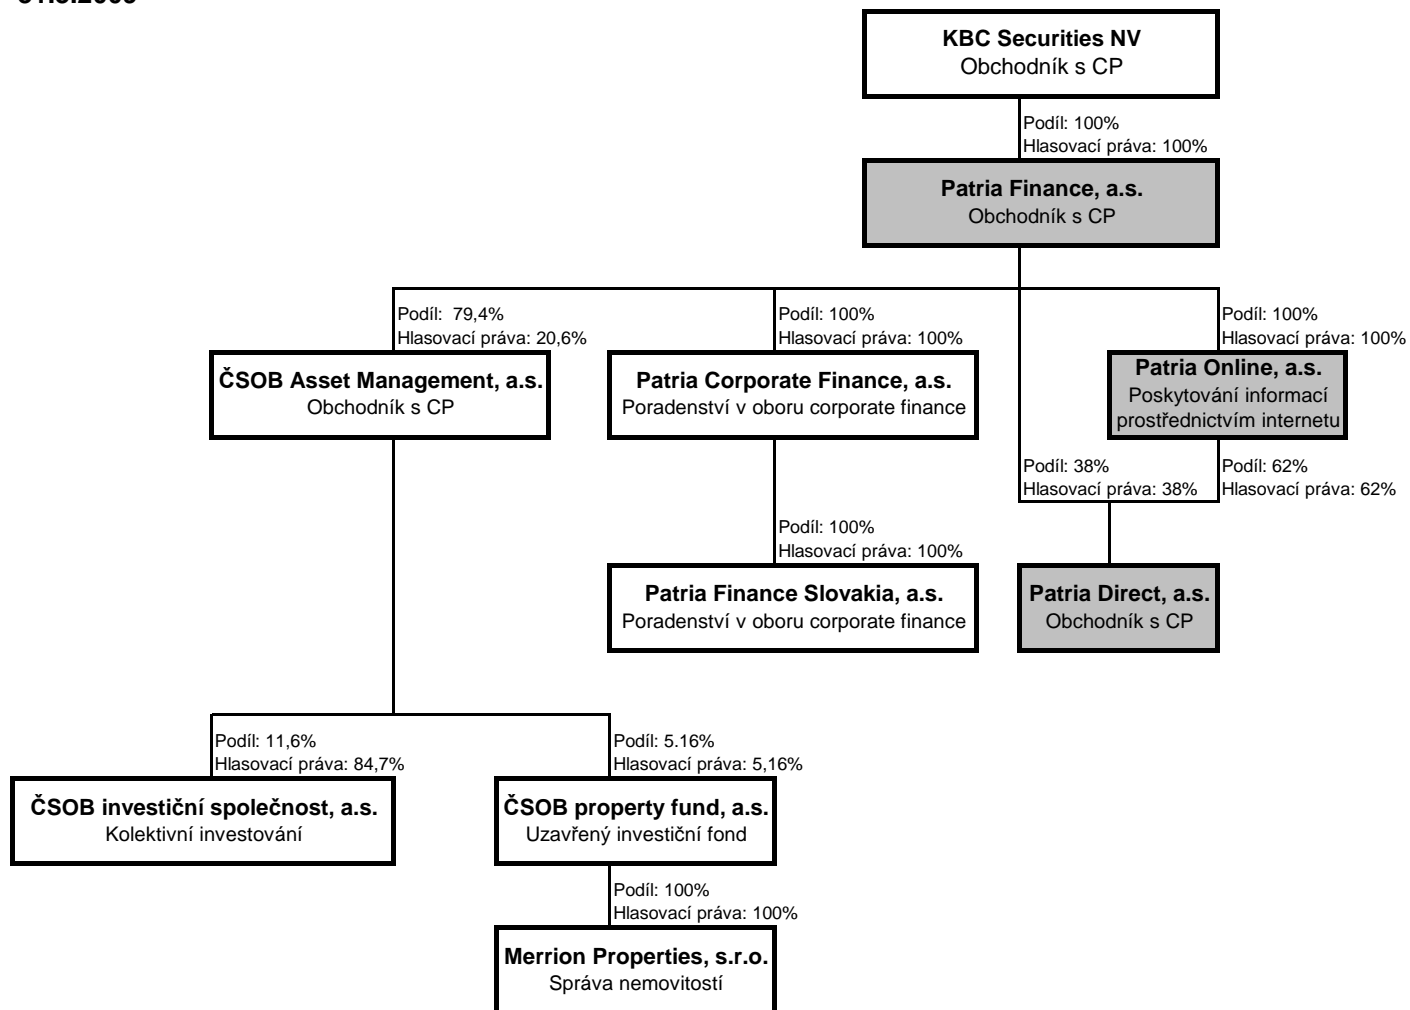 KBC Securities NV
Obchodník s CP
Podíl: 100%
Hlasovací práva: 100%
Patria Finance, a.s.
Obchodník s CP
Podíl: 79,4%
Hlasovací práva: 20,6%
Podíl: 100%
Hlasovací práva: 100%
Podíl: 100%
Hlasovací práva: 100%
ČSOB Asset Management, a.s.
Obchodník s CP
Patria Corporate Finance, a.s.
Poradenství v oboru corporate finance
Patria Online, a.s.
Poskytování informací
prostřednictvím internetu
Podíl: 38%
Hlasovací práva: 38%
Podíl: 62%
Hlasovací práva: 62%
Podíl: 100%
Hlasovací práva: 100%
Patria Finance Slovakia, a.s.
Poradenství v oboru corporate finance
Patria Direct, a.s.
Obchodník s CP
Podíl: 11,6%
Hlasovací práva: 84,7%
Podíl: 5.16%
Hlasovací práva: 5,16%
ČSOB investiční společnost, a.s.
Kolektivní investování
ČSOB property fund, a.s.
Uzavřený investiční fond
Podíl: 100%
Hlasovací práva: 100%
Merrion Properties, s.r.o.
Správa nemovitostí